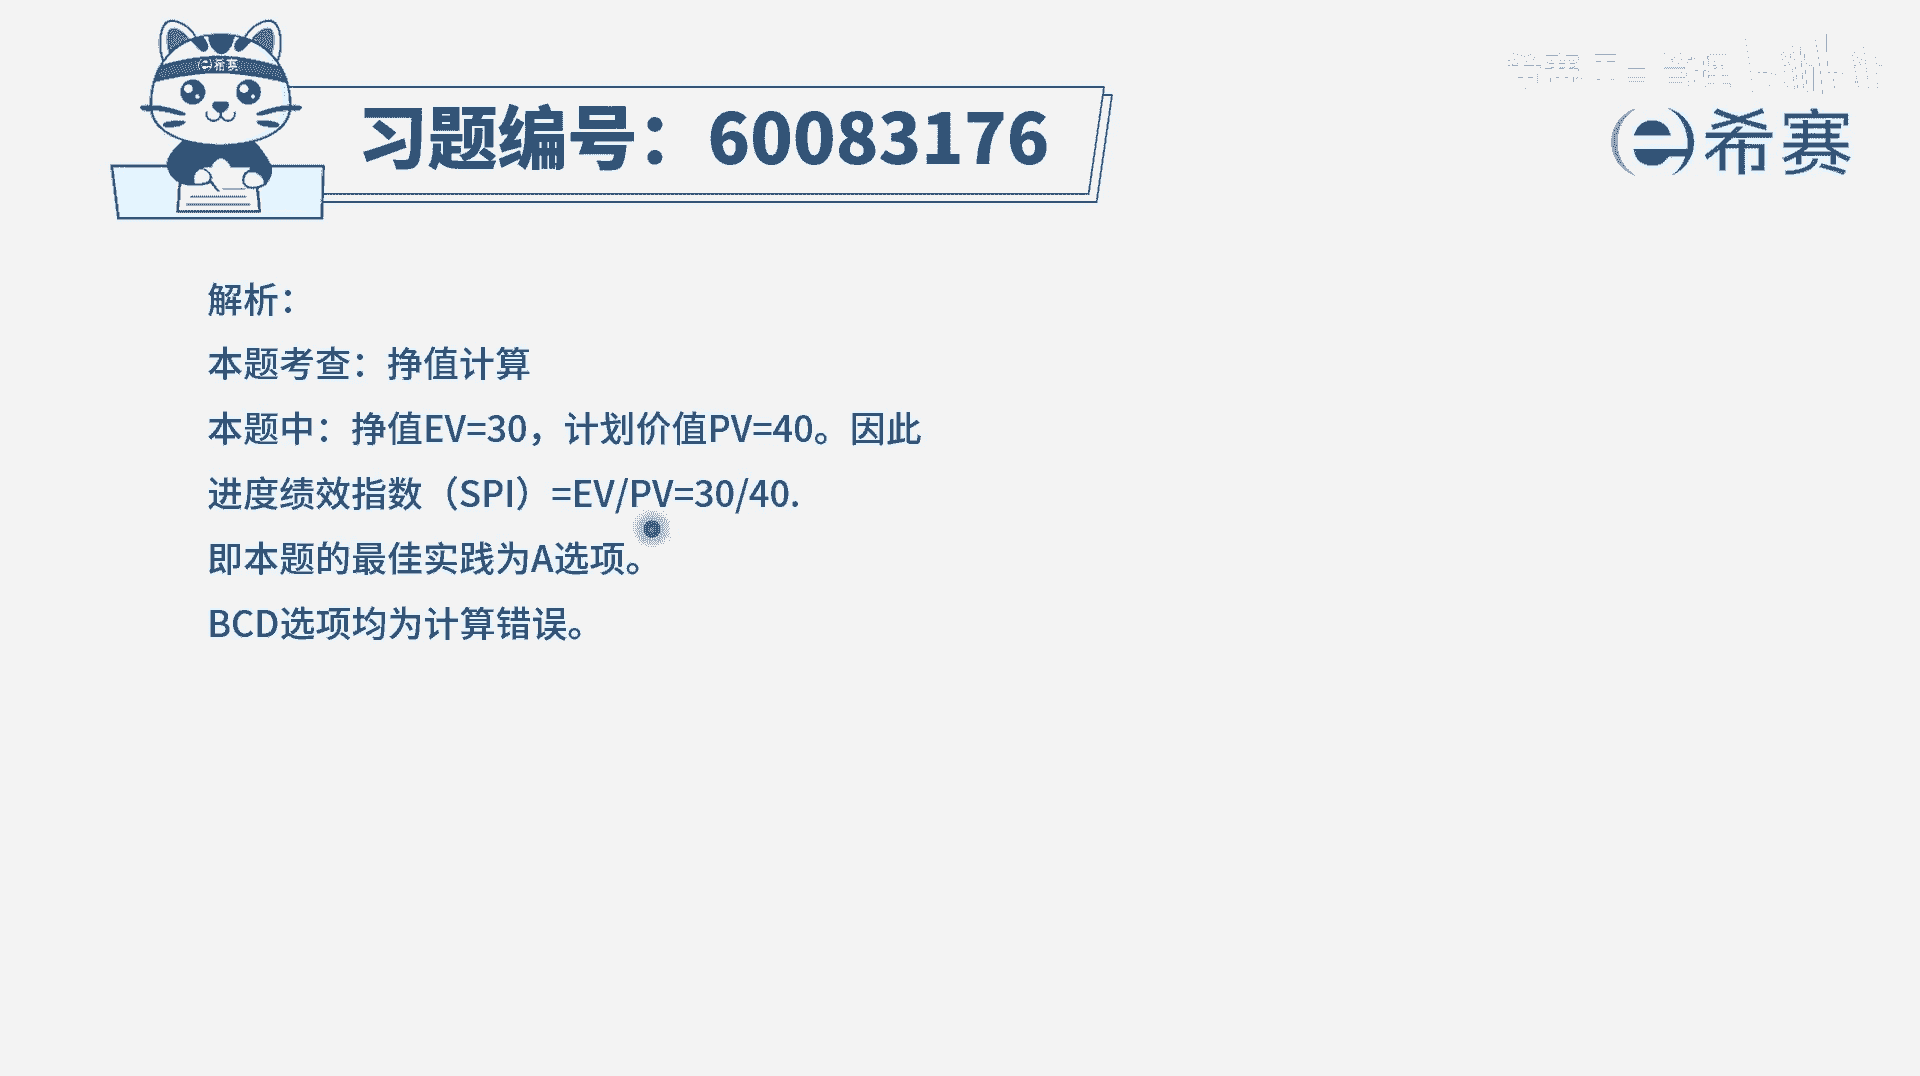 e希赛
习题编号：60083176
e希赛
解析：
本题考查：挣值计算
本题中：挣值EV=30，计划价值PV=40。因此
进度绩效指数（SPI）=EV/PV=30/40.
即本题的最佳实践为A选项。
BCD选项均为计算错误。